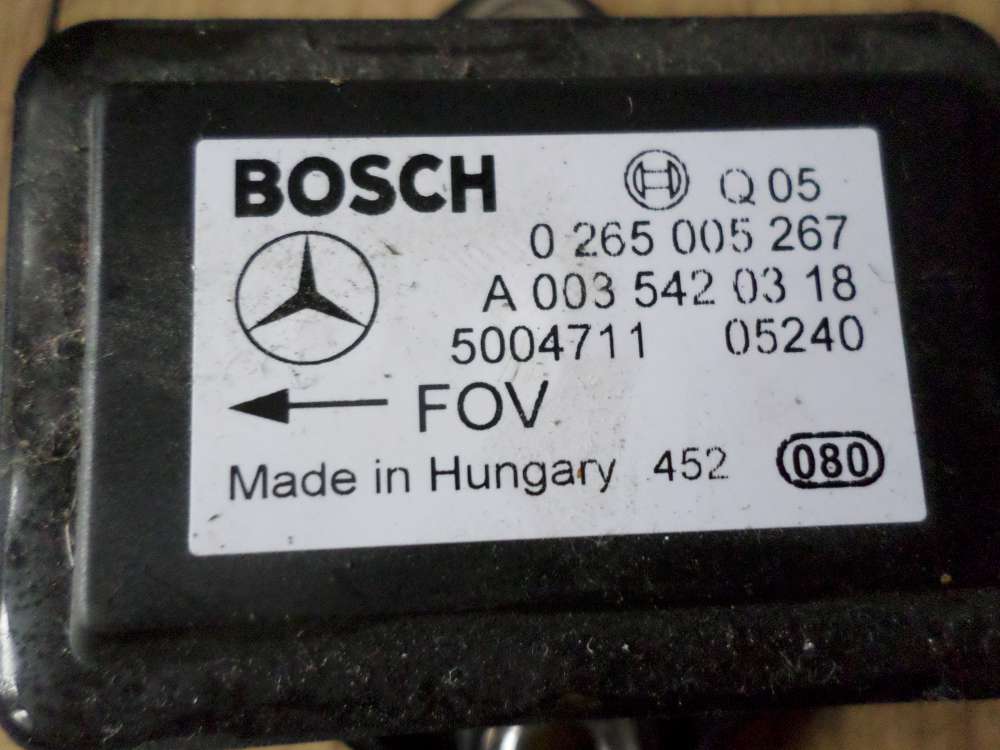 BOSCH Q 05
0 265 005 267
A 003 542 03 18
5004711 05240
FOV
Made in Hungary 452 080